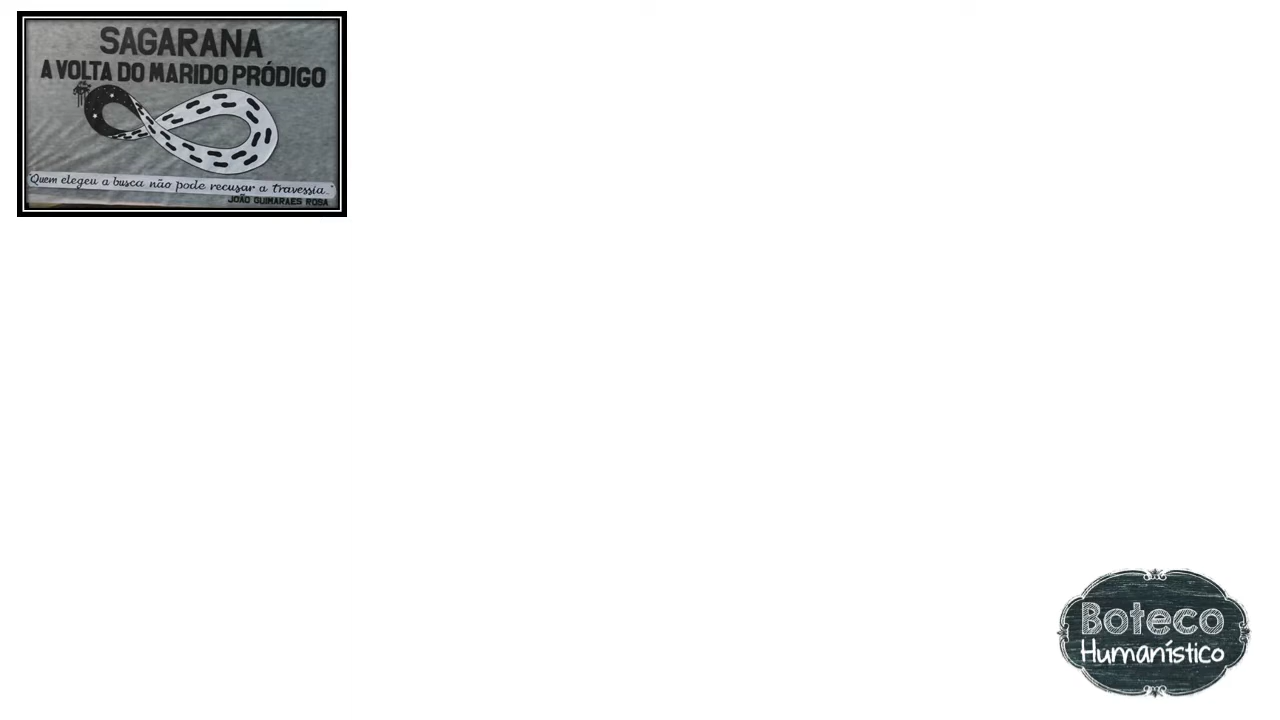 SAGARANA
A VOLTA DO MARIDO PRÓDIGO
"Quem elegeu a busca não pode recusar a travessia."
JOÃO GUIMARÃES ROSA
Boteco
Humanístico